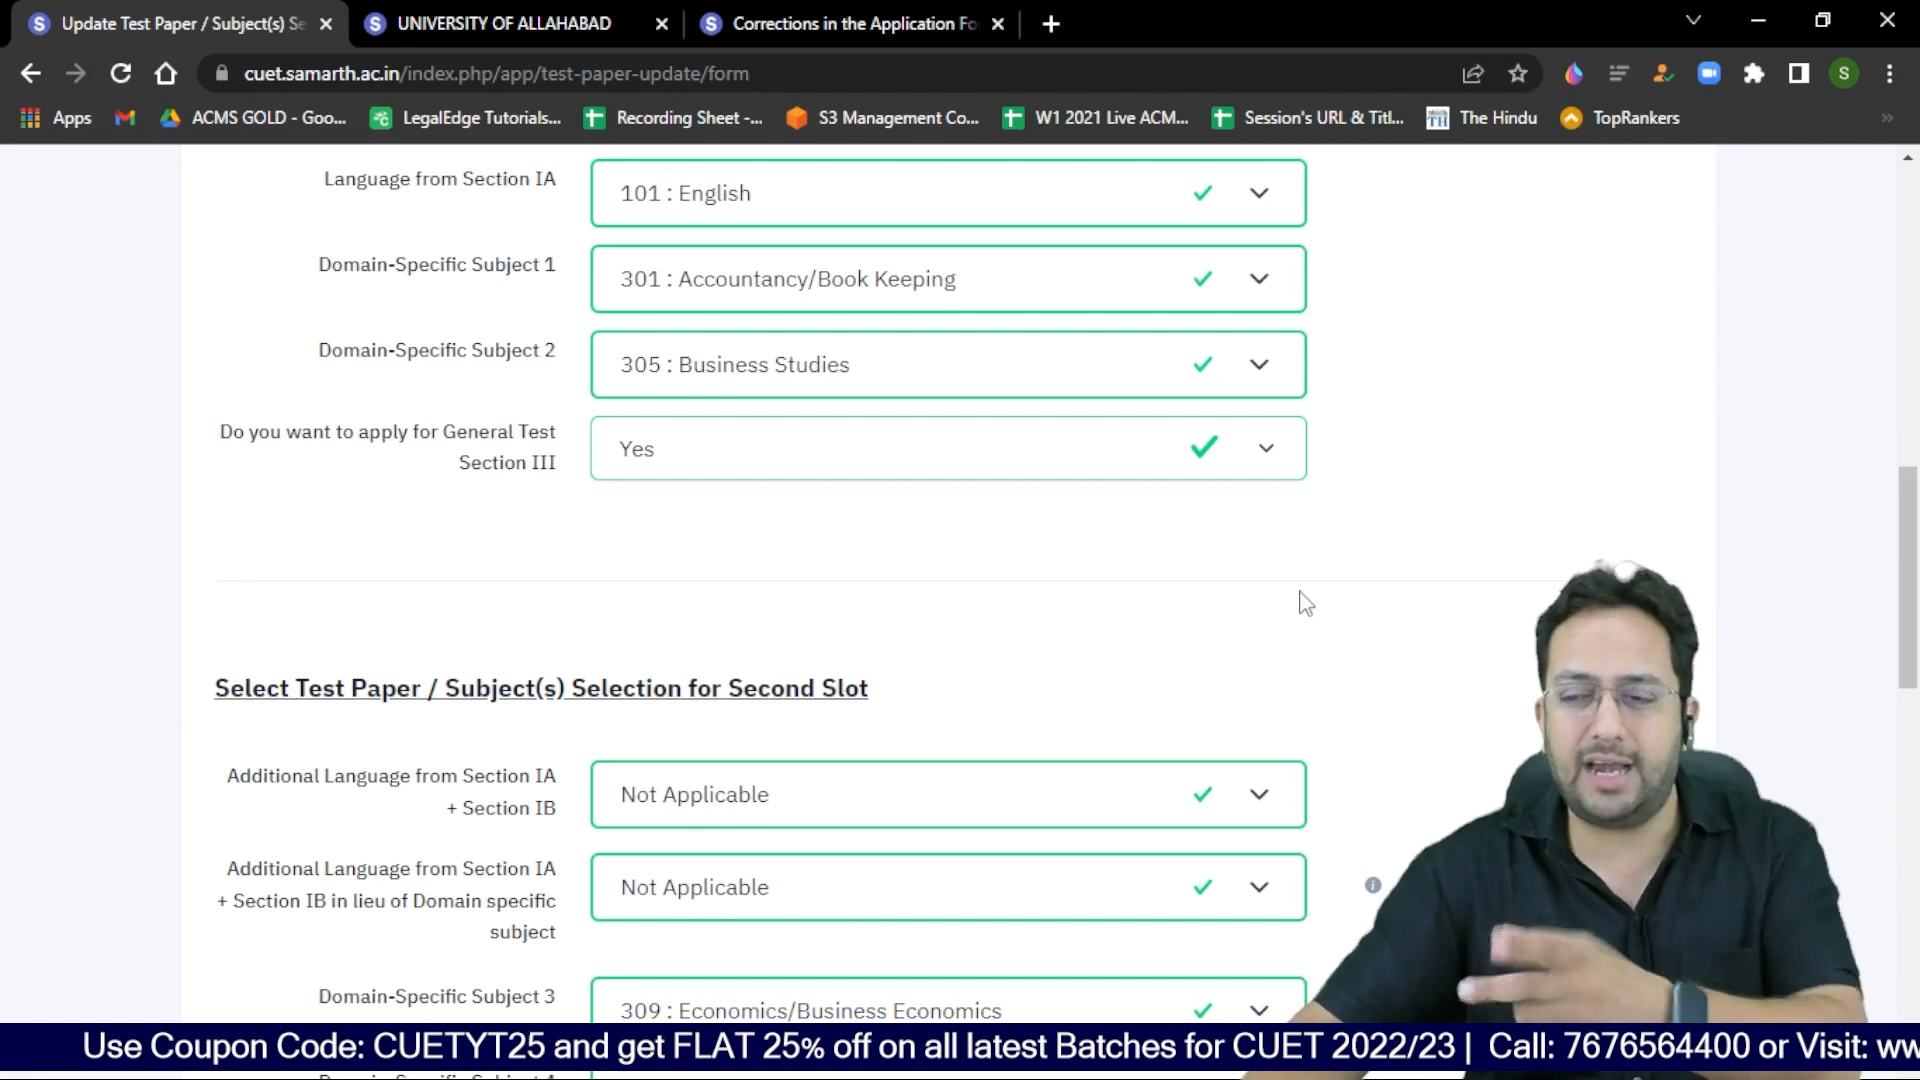 Update Test Paper / Subject(s) Se
UNIVERSITY OF ALLAHABAD
Corrections in the Application Fo
cuet.samarth.ac.in/index.php/app/test-paper-update/form
S
Apps
ACMS GOLD - Goo...
LegalEdge Tutorials...
Recording Sheet -...
S3 Management Co...
W1 2021 Live ACM...
Session's URL & Titl...
The Hindu
TopRankers
Language from Section IA
101 : English
Domain-Specific Subject 1
301 : Accountancy/Book Keeping
Domain-Specific Subject 2
305 : Business Studies
Do you want to apply for General Test
Section III
Yes
Select Test Paper / Subject(s) Selection for Second Slot
Additional Language from Section IA
+ Section IB
Not Applicable
Additional Language from Section IA
+ Section IB in lieu of Domain specific
subject
Not Applicable
Domain-Specific Subject 3
309 : Economics/Business Economics
Use Coupon Code: CUETYT25 and get FLAT 25% off on all latest Batches for CUET 2022/23 | Call: 7676564400 or Visit: ww